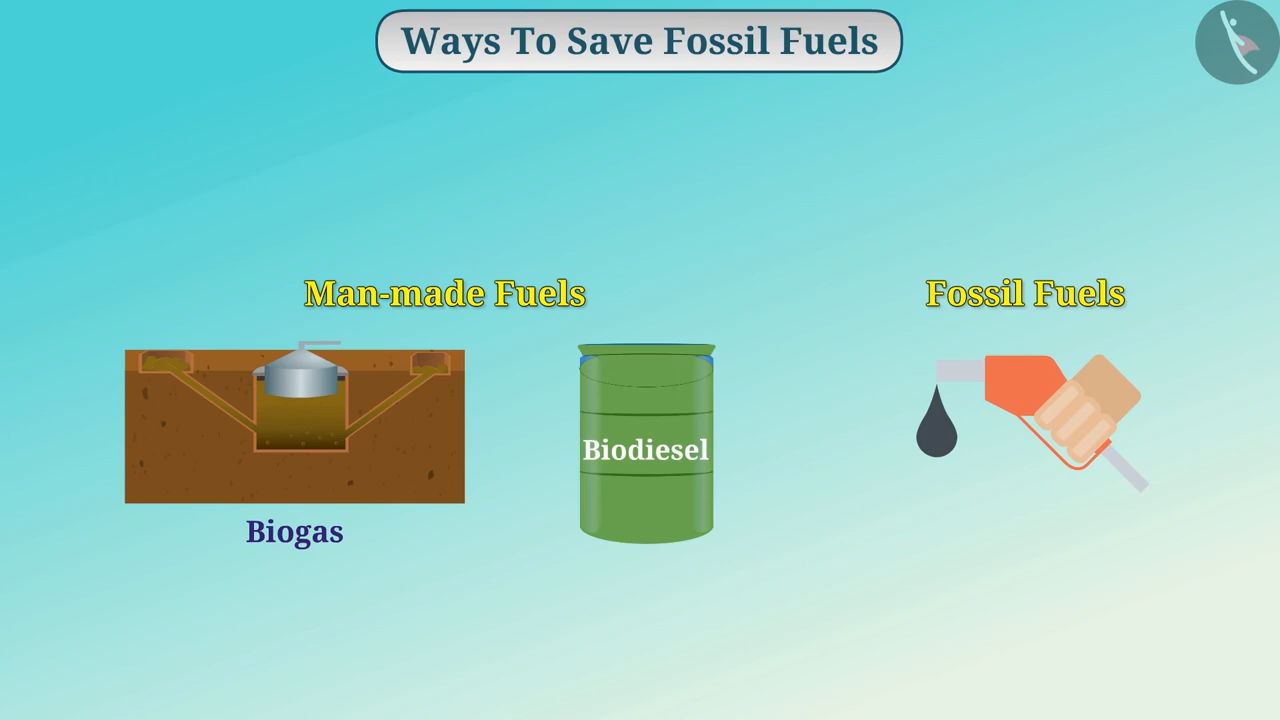 Ways To Save Fossil Fuels
Man-made Fuels
Fossil Fuels
Biodiesel
Biogas